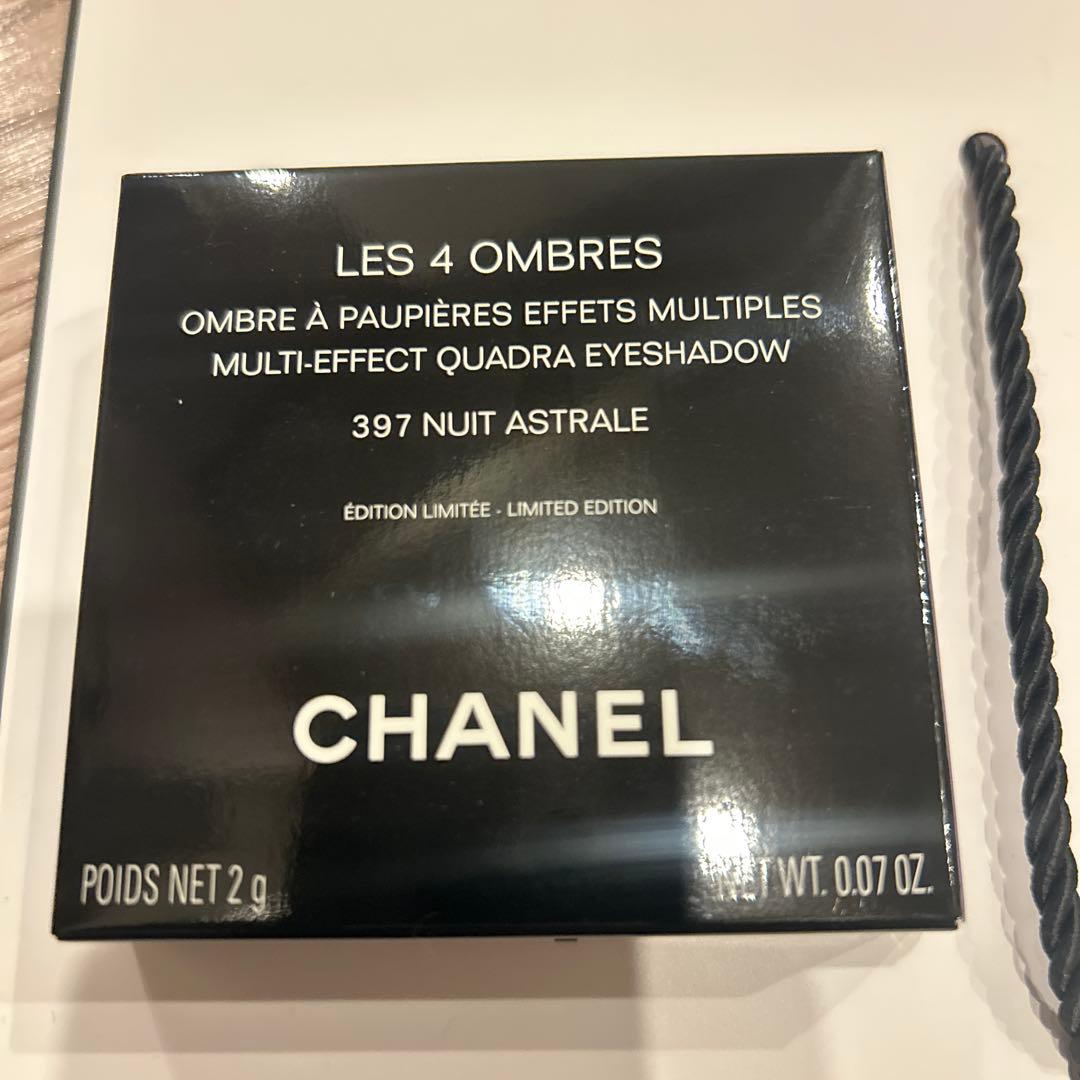 LES 4 OMBRES
OMBRE À PAUPIÈRES EFFETS MULTIPLES
MULTI-EFFECT QUADRA EYESHADOW
397 NUIT ASTRALE
ÉDITION LIMITÉE - LIMITED EDITION
CHANEL
POIDS NET 2 g
NET WT. 0.07 OZ.